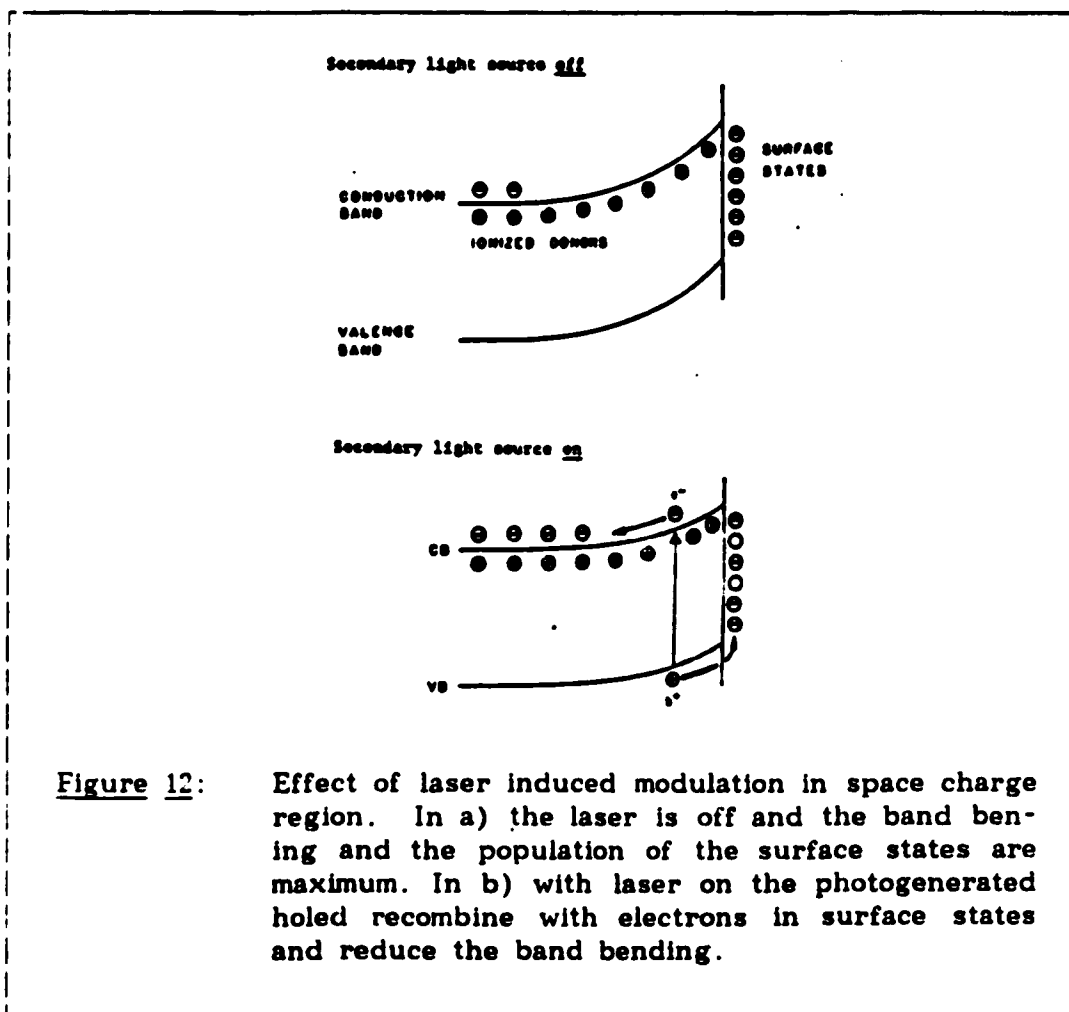 Secondary light source off
SURFACE
STATES
CONDUCTION
BAND
IONIZED DONORS
VALENCE
BAND
Secondary light source on
e-
CB
VB
h+
Figure 12: Effect of laser induced modulation in space charge
region. In a) the laser is off and the band ben-
ing and the population of the surface states are
maximum. In b) with laser on the photogenerated
holed recombine with electrons in surface states
and reduce the band bending.